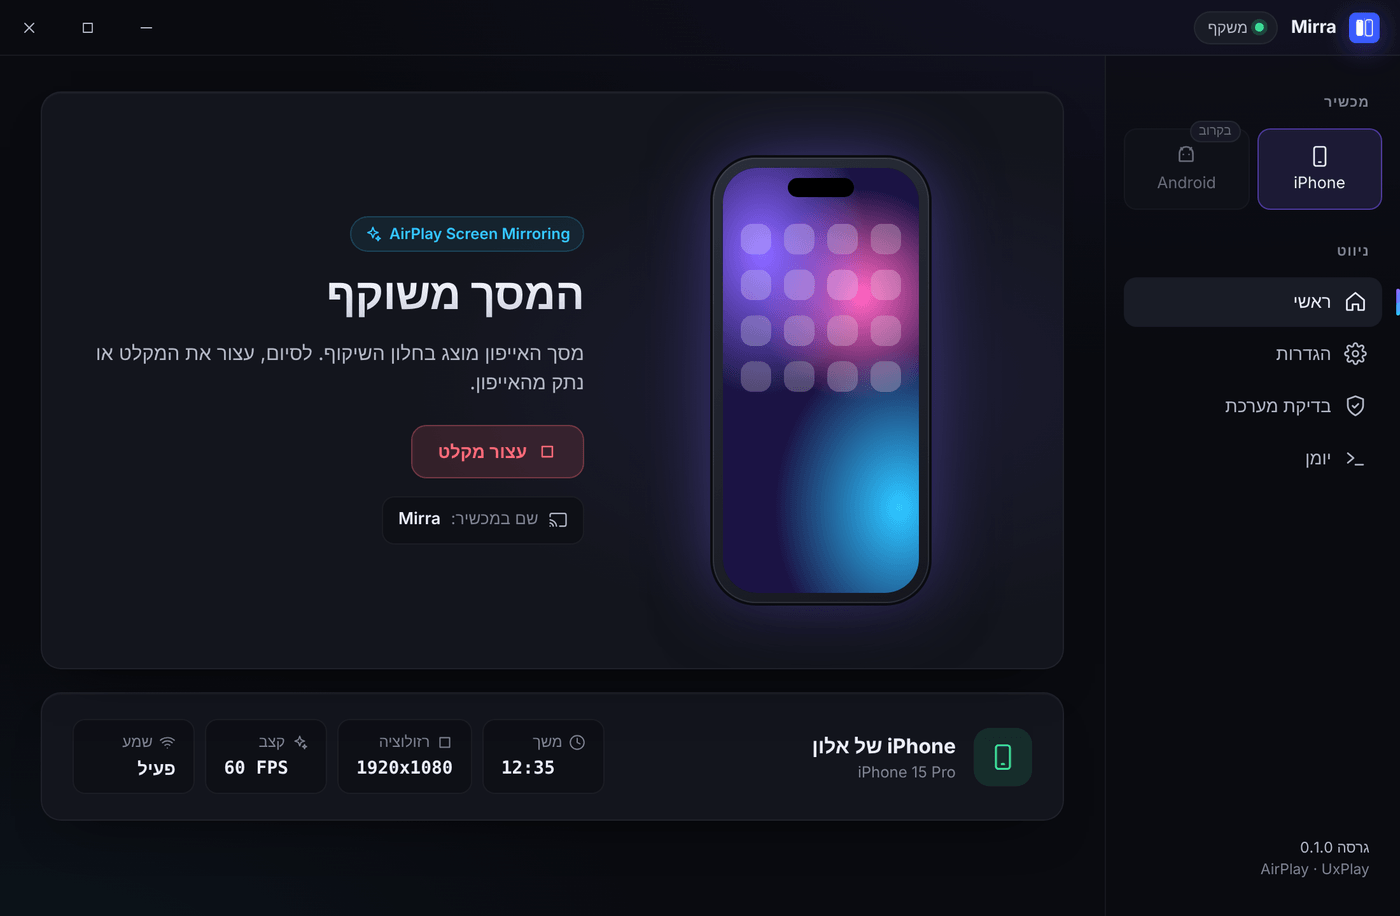 Mirra
משקף
מכשיר
iPhone
בקרוב
Android
ניווט
ראשי
הגדרות
בדיקת מערכת
יומן
גרסה 0.1.0
AirPlay · UxPlay
AirPlay Screen Mirroring
המסך משוקף
מסך האייפון מוצג בחלון השיקוף. לסיום, עצור את המקלט או
נתק מהאייפון.
עצור מקלט
שם במכשיר: Mirra
iPhone של אלון
iPhone 15 Pro
משך
12:35
רזולוציה
1920x1080
קצב
60 FPS
שמע
פעיל